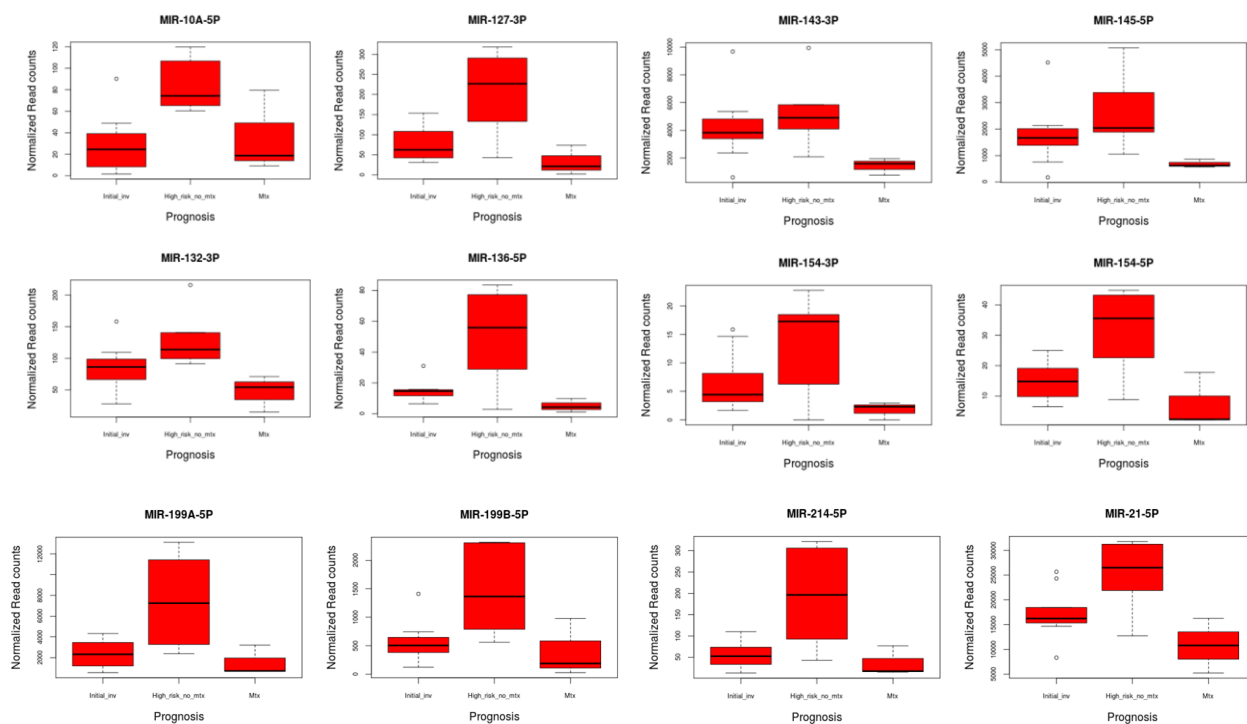 MIR-10A-5P
Normalized Read counts
120
100
80
60
40
20
0
Initial_inv High_risk_no_mtx Mtx
Prognosis
MIR-127-3P
Normalized Read counts
300
250
200
150
100
50
0
Initial_inv High_risk_no_mtx Mtx
Prognosis
MIR-143-3P
Normalized Read counts
10000
8000
6000
4000
2000
Initial_inv High_risk_no_mtx Mtx
Prognosis
MIR-145-5P
Normalized Read counts
0
Initial_inv High_risk_no_mtx Mtx
Prognosis
MIR-132-3P
Normalized Read counts
200
150
100
50
Initial_inv High_risk_no_mtx Mtx
Prognosis
MIR-136-5P
Normalized Read counts
80
60
40
20
0
Initial_inv High_risk_no_mtx Mtx
Prognosis
MIR-154-3P
Normalized Read counts
20
15
10
5
0
Initial_inv High_risk_no_mtx Mtx
Prognosis
MIR-154-5P
Normalized Read counts
40
30
20
10
Initial_inv High_risk_no_mtx Mtx
Prognosis
MIR-199A-5P
Normalized Read counts
12000
8000
6000
4000
2000
Initial_inv High_risk_no_mtx Mtx
Prognosis
MIR-199B-5P
Normalized Read counts
2000
1500
1000
500
0
Initial_inv High_risk_no_mtx Mtx
Prognosis
MIR-214-5P
Normalized Read counts
300
250
200
150
100
50
Initial_inv High_risk_no_mtx Mtx
Prognosis
MIR-21-5P
Normalized Read counts
30000
25000
20000
15000
10000
5000
Initial_inv High_risk_no_mtx Mtx
Prognosis